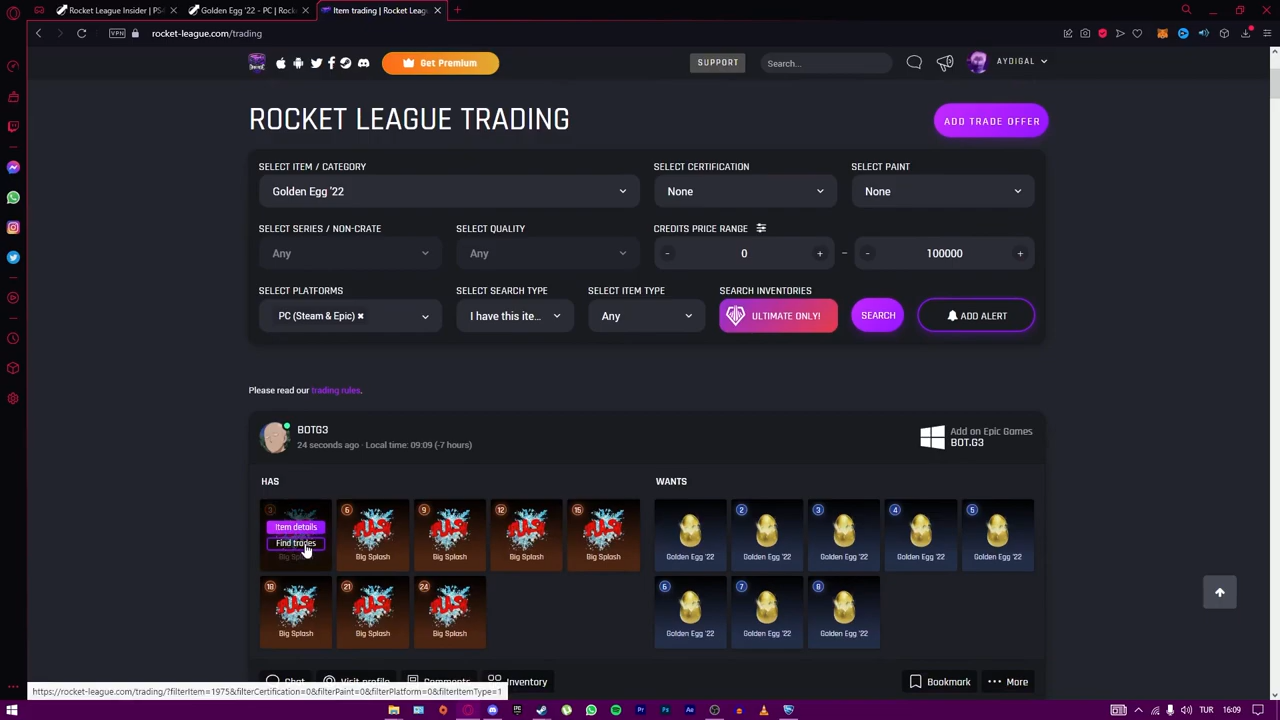 Rocket League Insider | PS4
Golden Egg '22 - PC | Rock
Item trading | Rocket Leag
VPN
rocket-league.com/trading
Get Premium
SUPPORT
Search...
AYDIGAL
ROCKET LEAGUE TRADING
ADD TRADE OFFER
SELECT ITEM / CATEGORY
SELECT CERTIFICATION
SELECT PAINT
Golden Egg '22
None
None
SELECT SERIES / NON-CRATE
SELECT QUALITY
CREDITS PRICE RANGE
Any
Any
- 0 +
–
- 100000 +
SELECT PLATFORMS
SELECT SEARCH TYPE
SELECT ITEM TYPE
SEARCH INVENTORIES
PC (Steam & Epic) ✖
I have this ite...
Any
ULTIMATE ONLY!
SEARCH
ADD ALERT
Please read our trading rules.
BOTG3
24 seconds ago · Local time: 09:09 (-7 hours)
Add on Epic Games
BOT.G3
HAS
WANTS
3 6 9 12 15
2 3 4 5
Item details
Find trades
Big Splash Big Splash Big Splash Big Splash Big Splash
Golden Egg '22 Golden Egg '22 Golden Egg '22 Golden Egg '22 Golden Egg '22
18 21 24
6 7 8
Big Splash Big Splash Big Splash
Golden Egg '22 Golden Egg '22 Golden Egg '22
Chat
Visit profile
Comments
Inventory
Bookmark
More
https://rocket-league.com/trading/?filterItem=1975&filterCertification=0&filterPaint=0&filterPlatform=0&filterItemType=1
TUR
16:09